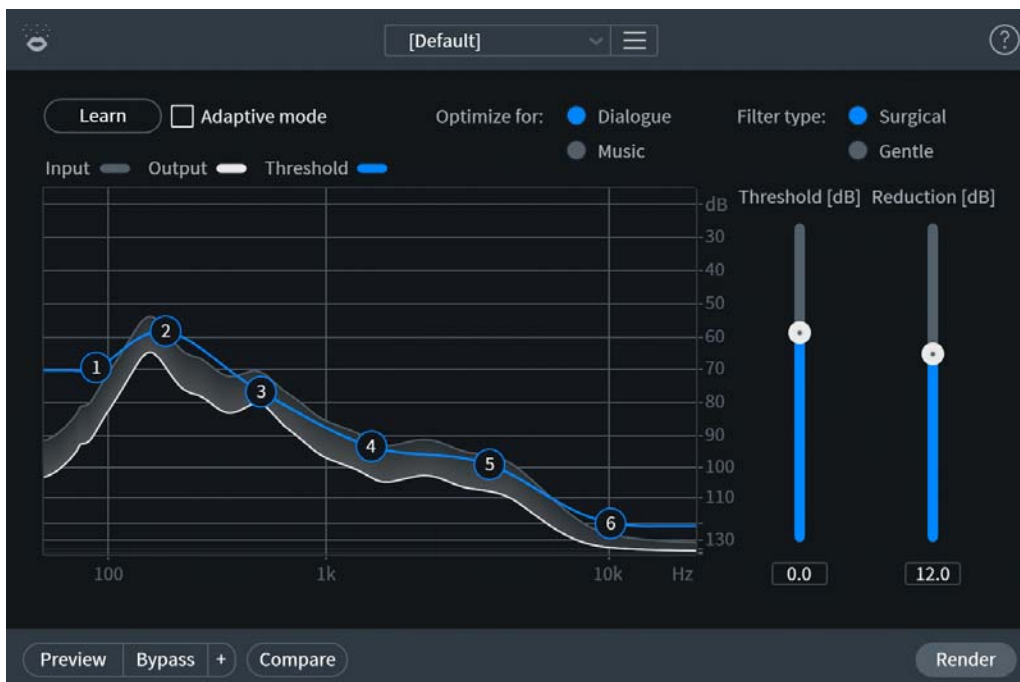 [Default]
?
Learn Adaptive mode Optimize for: Dialogue Filter type: Surgical
Music Gentle
Input Output Threshold
Threshold [dB] Reduction [dB]
dB
-30
-40
-50
-60
-70
-80
-90
-100
-110
-130
1
2
3
4
5
6
100 1k 10k Hz
0.0 12.0
Preview Bypass + Compare Render